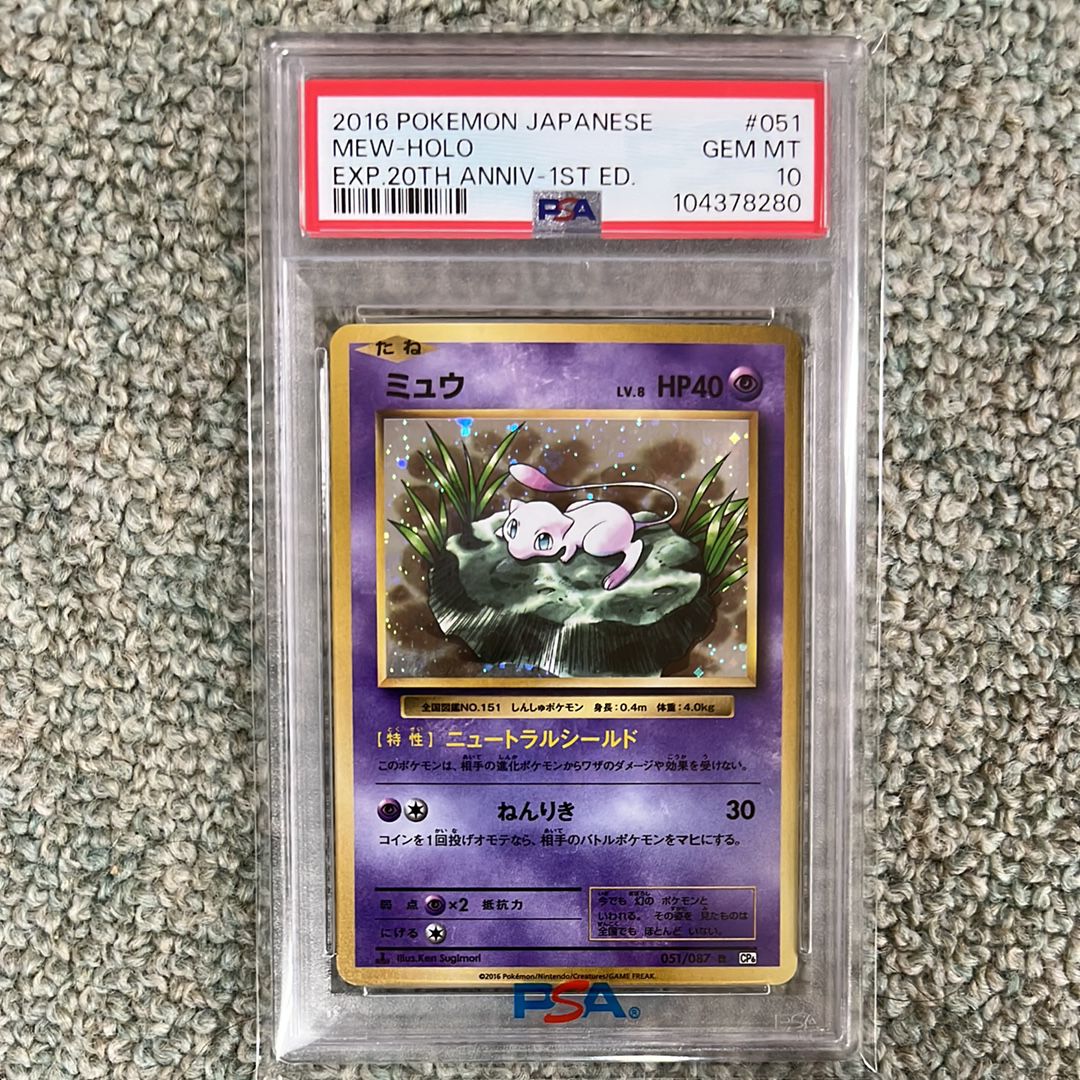 2016 POKEMON JAPANESE #051
MEW-HOLO GEM MT
EXP.20TH ANNIV-1ST ED. 10
PSA 104378280
たね
ミュウ LV.8 HP40
全国図鑑NO.151 しんしゅポケモン 身長:0.4m 体重:4.0kg
[特性] ニュートラルシールド
このポケモンは、相手の進化ポケモンからワザのダメージや効果を受けない。
ねんりき 30
コインを1回投げオモテなら、相手のバトルポケモンをマヒにする。
弱点 ×2 抵抗力
にげる
今でも 幻の ポケモンと
いわれる。 その姿を 見たものは
全国でも ほとんど いない。
Illus.Ken Sugimori 051/087 CP6
©2016 Pokémon/Nintendo/Creatures/GAME FREAK.
PSA®
PSA